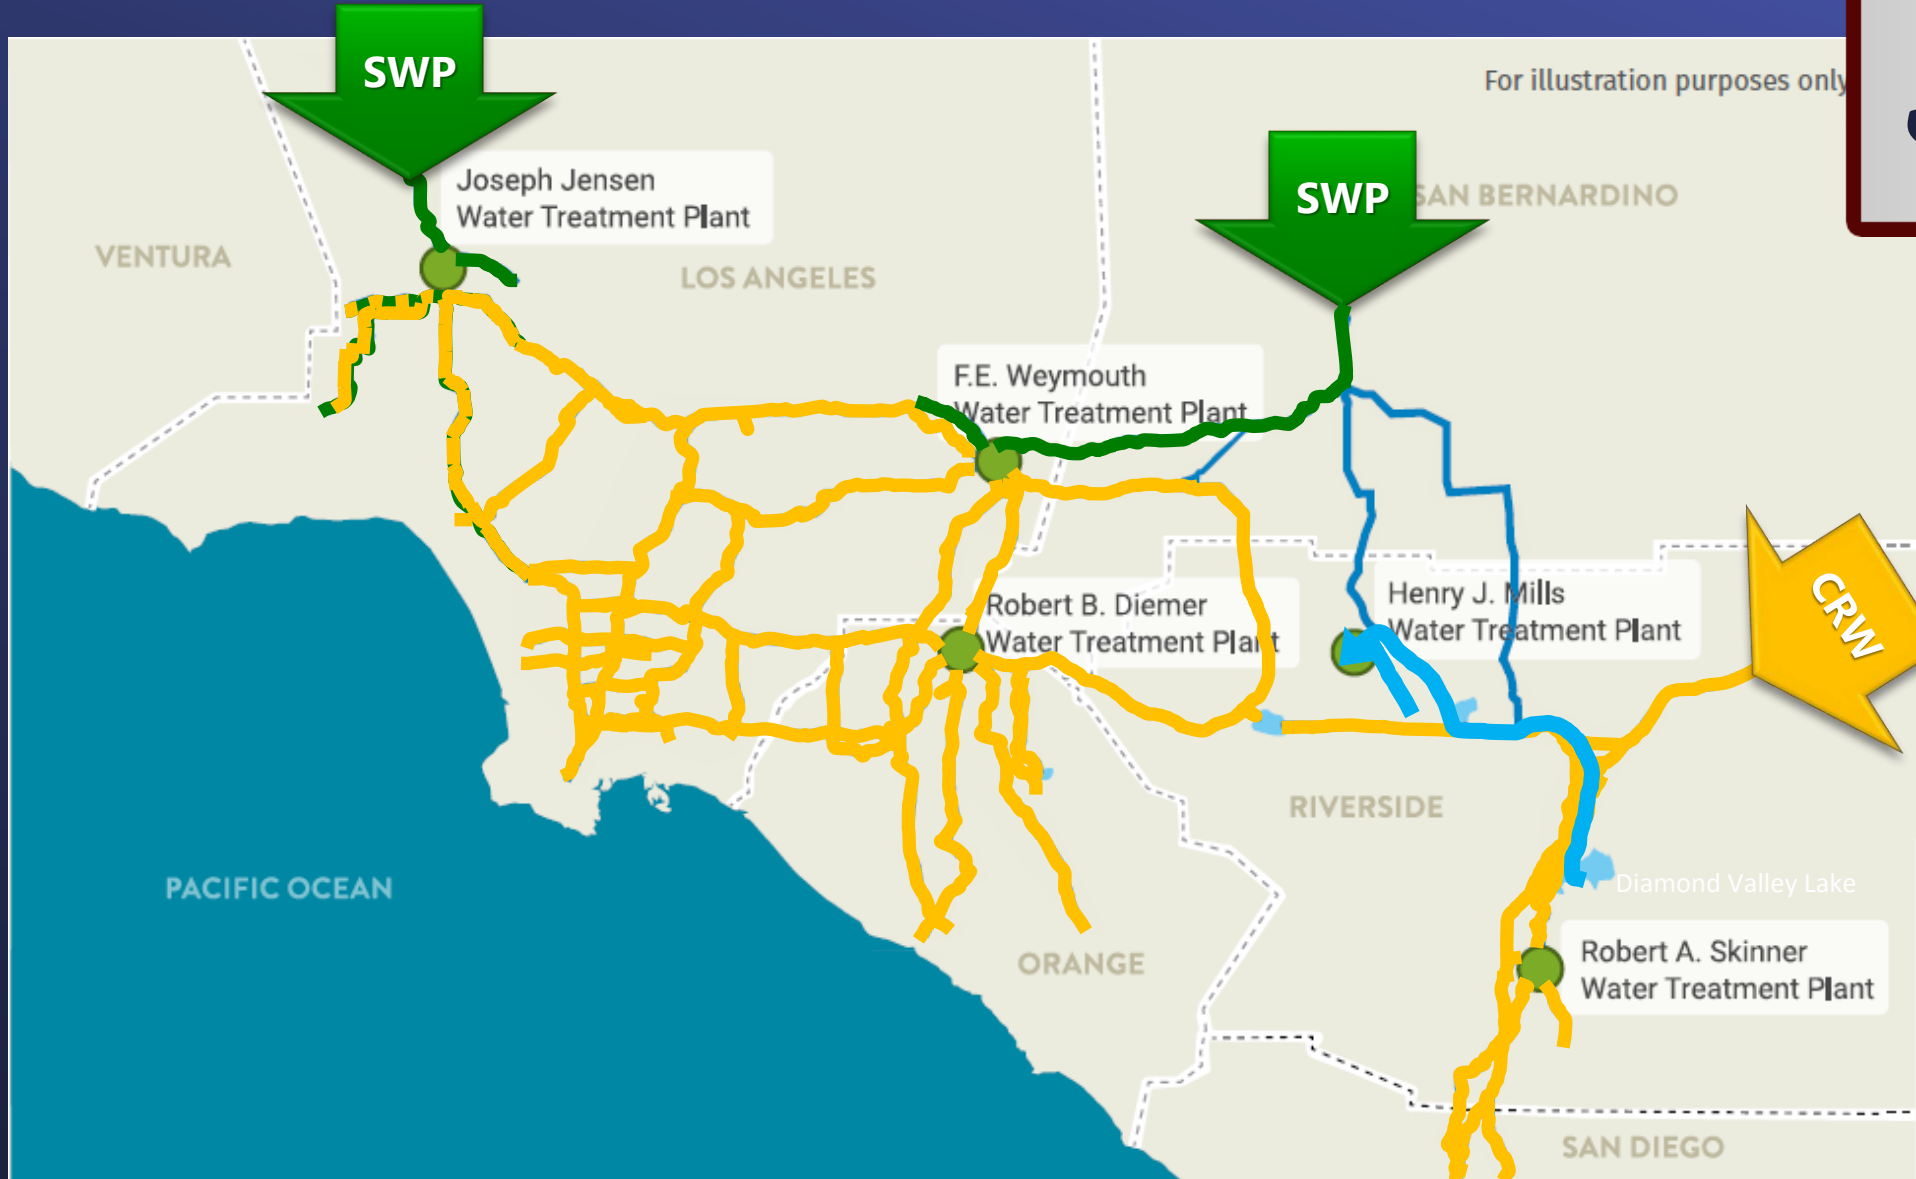 SWP
For illustration purposes only
Joseph Jensen
Water Treatment Plant
SWP
SAN BERNARDINO
VENTURA
LOS ANGELES
F.E. Weymouth
Water Treatment Plant
Henry J. Mills
Water Treatment Plant
CRW
Robert B. Diemer
Water Treatment Plant
RIVERSIDE
PACIFIC OCEAN
Diamond Valley Lake
ORANGE
Robert A. Skinner
Water Treatment Plant
SAN DIEGO